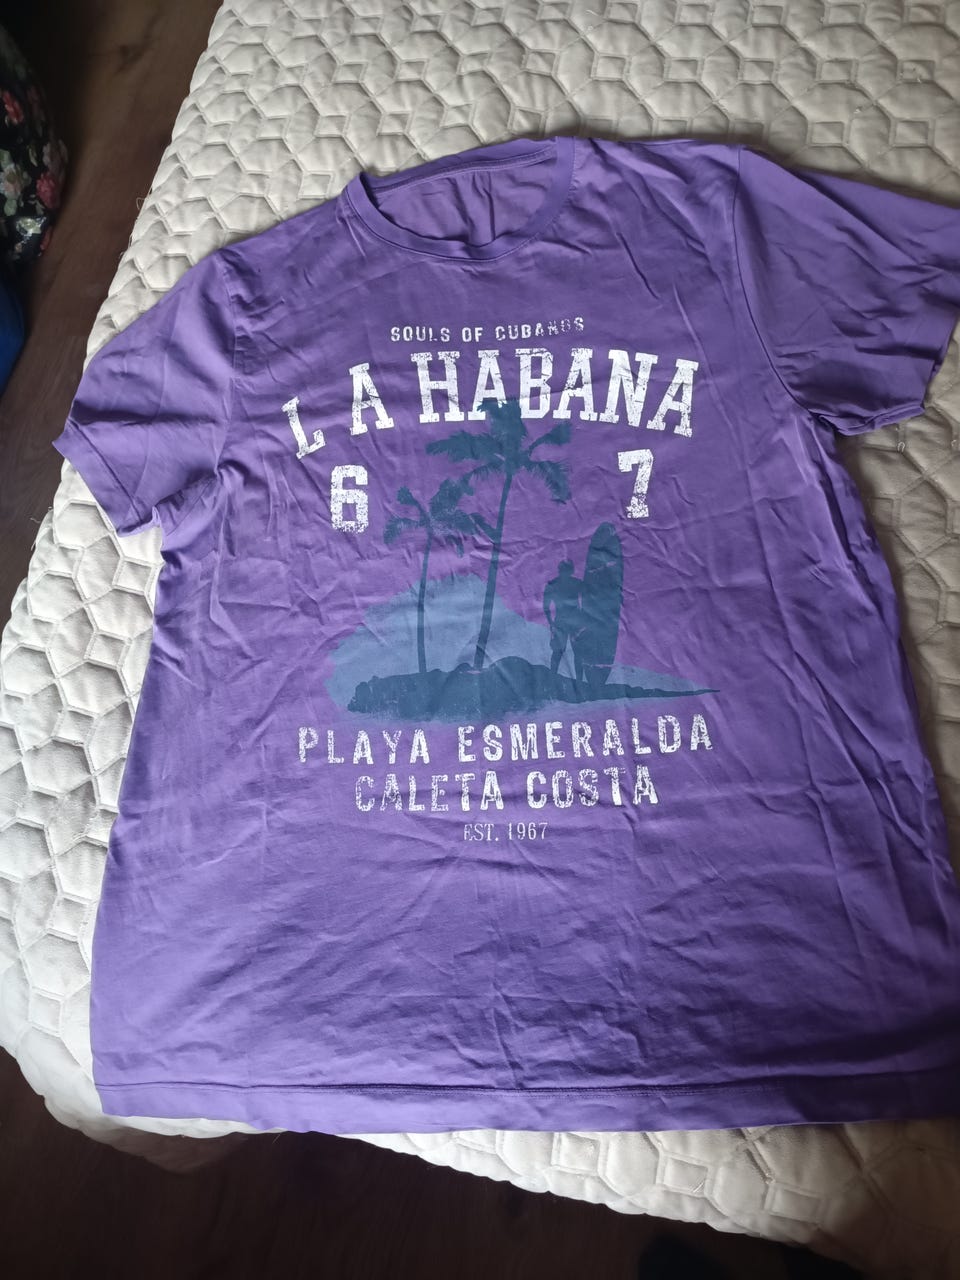 SOULS OF CUBANOS
LA HABANA
6 7
PLAYA ESMERALDA
CALETA COSTA
EST. 1967